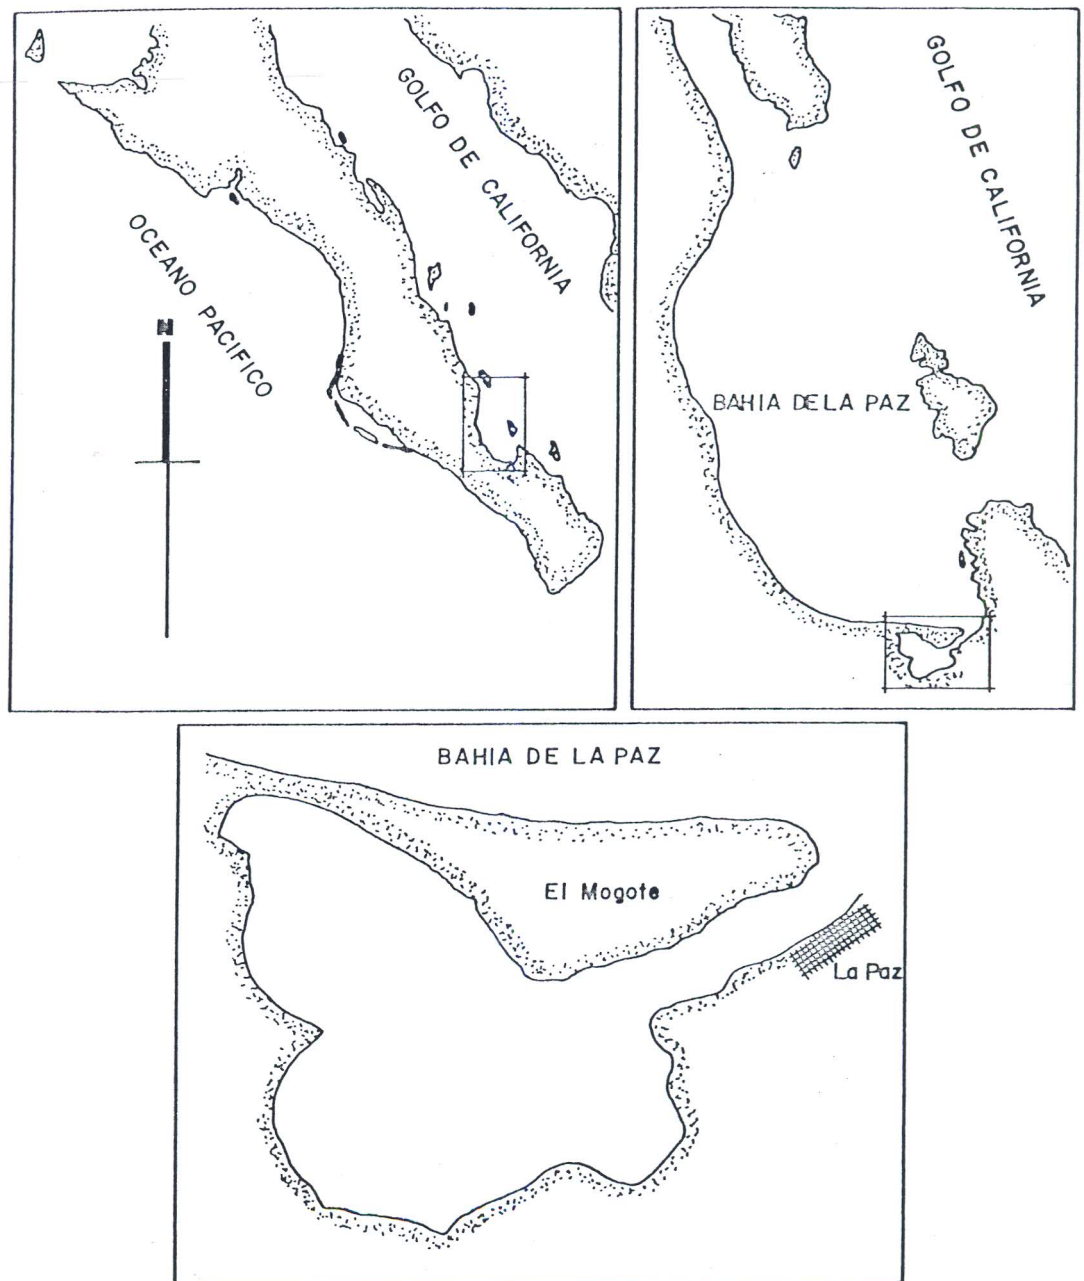 GOLFO DE CALIFORNIA
OCEANO PACIFICO
N
GOLFO DE CALIFORNIA
BAHIA DE LA PAZ
BAHIA DE LA PAZ
El Mogote
La Paz